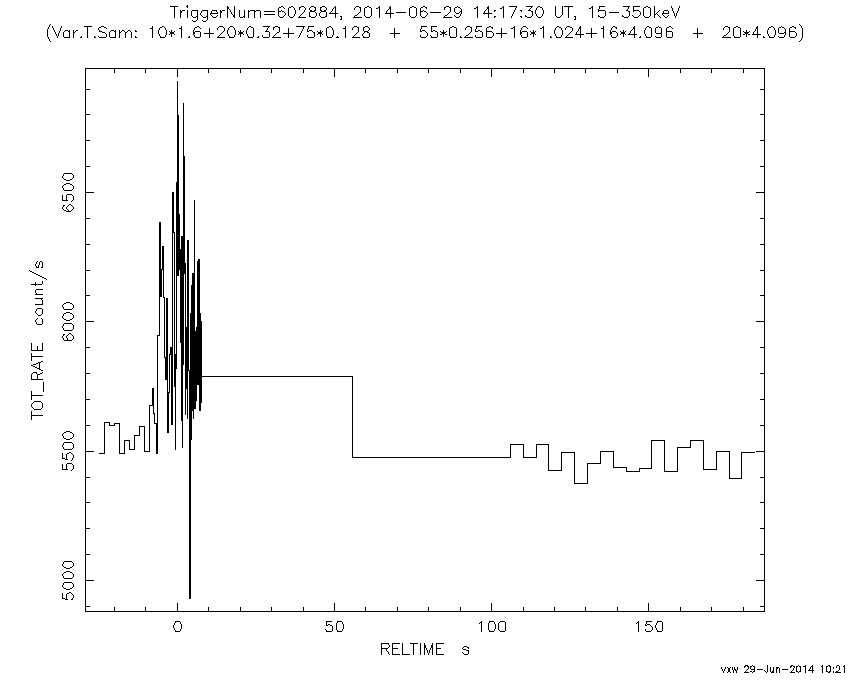 TriggerNum=602884, 2014-06-29 14:17:30 UT, 15-350keV
(Var.T.Sam: 10*1.6+20*0.32+75*0.128 + 55*0.256+16*1.024+16*4.096 + 20*4.096)
TOT_RATE count/s
6500
6000
5500
5000
0 50 100 150
RELTIME s
vxw 29-Jun-2014 10:21